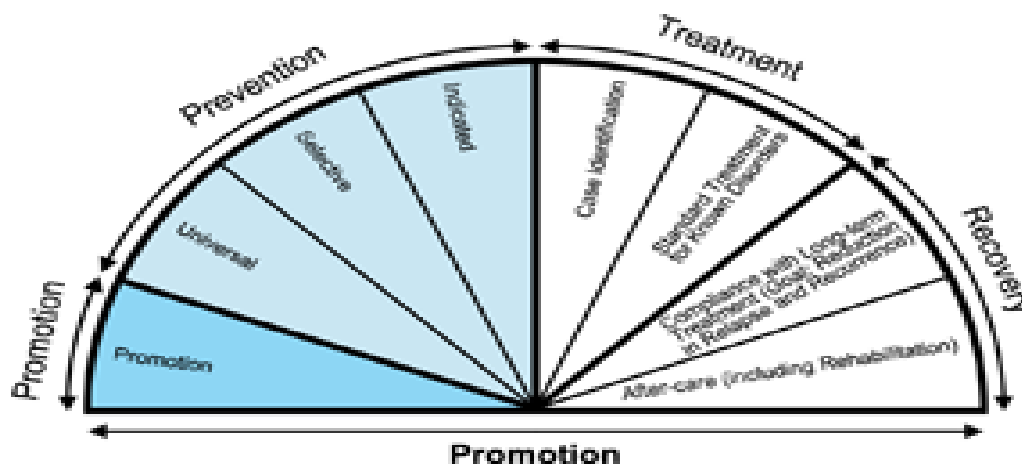 Prevention
Treatment
Recovery
Promotion
Promotion
Universal
Selective
Indicated
Case Identification
Standard Treatment
for Known Disorders
Compliance with Long-term
Treatment (Goal: Reduction
in Relapse and Recurrence)
After-care (including Rehabilitation)
Promotion